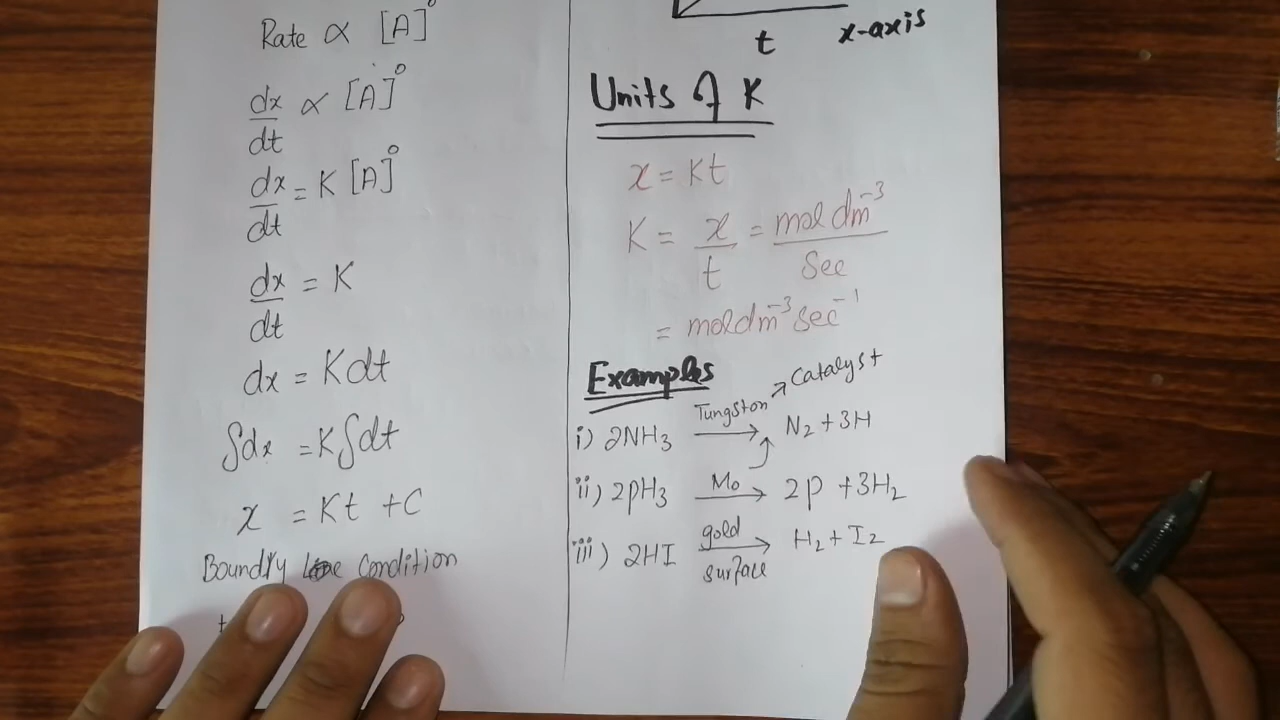 Rate ∝ [A]⁰
dx/dt ∝ [A]⁰
dx/dt = K [A]⁰
dx/dt = K
dx = Kdt
∫dx = K∫dt
x = Kt + C
Boundry Condition
t
t x-axis
Units of K
x = Kt
K = x/t = mol dm⁻³/Sec
= mol dm⁻³ Sec⁻¹
Examples
i) 2NH₃ Tungston → N₂ + 3H ↗ Catalyst
ii) 2pH₃ Mo → 2p + 3H₂
iii) 2HI gold surface → H₂ + I₂